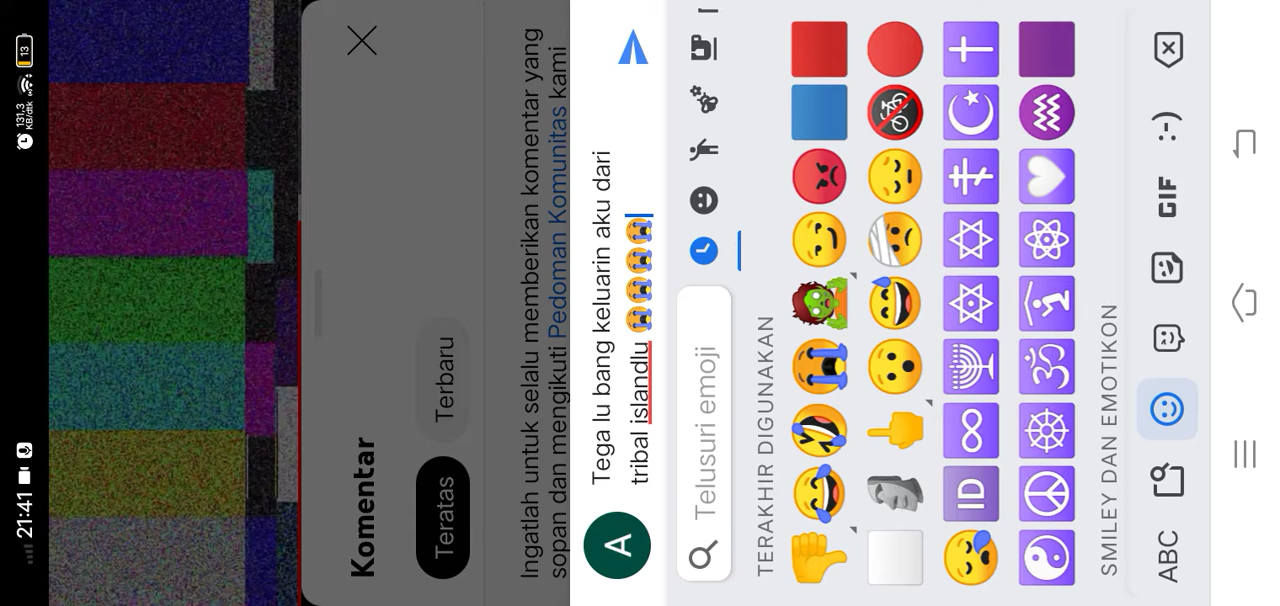 21:41
131,3
KB/dtk
13
Komentar
Teratas
Terbaru
Ingatlah untuk selalu memberikan komentar yang
sopan dan mengikuti Pedoman Komunitas kami
A
Tega lu bang keluarin aku dari
tribal islandlu 😭😭😭😭
Telusuri emoji
TERAKHIR DIGUNAKAN
ID
SMILEY DAN EMOTIKON
ABC
GIF
:-)